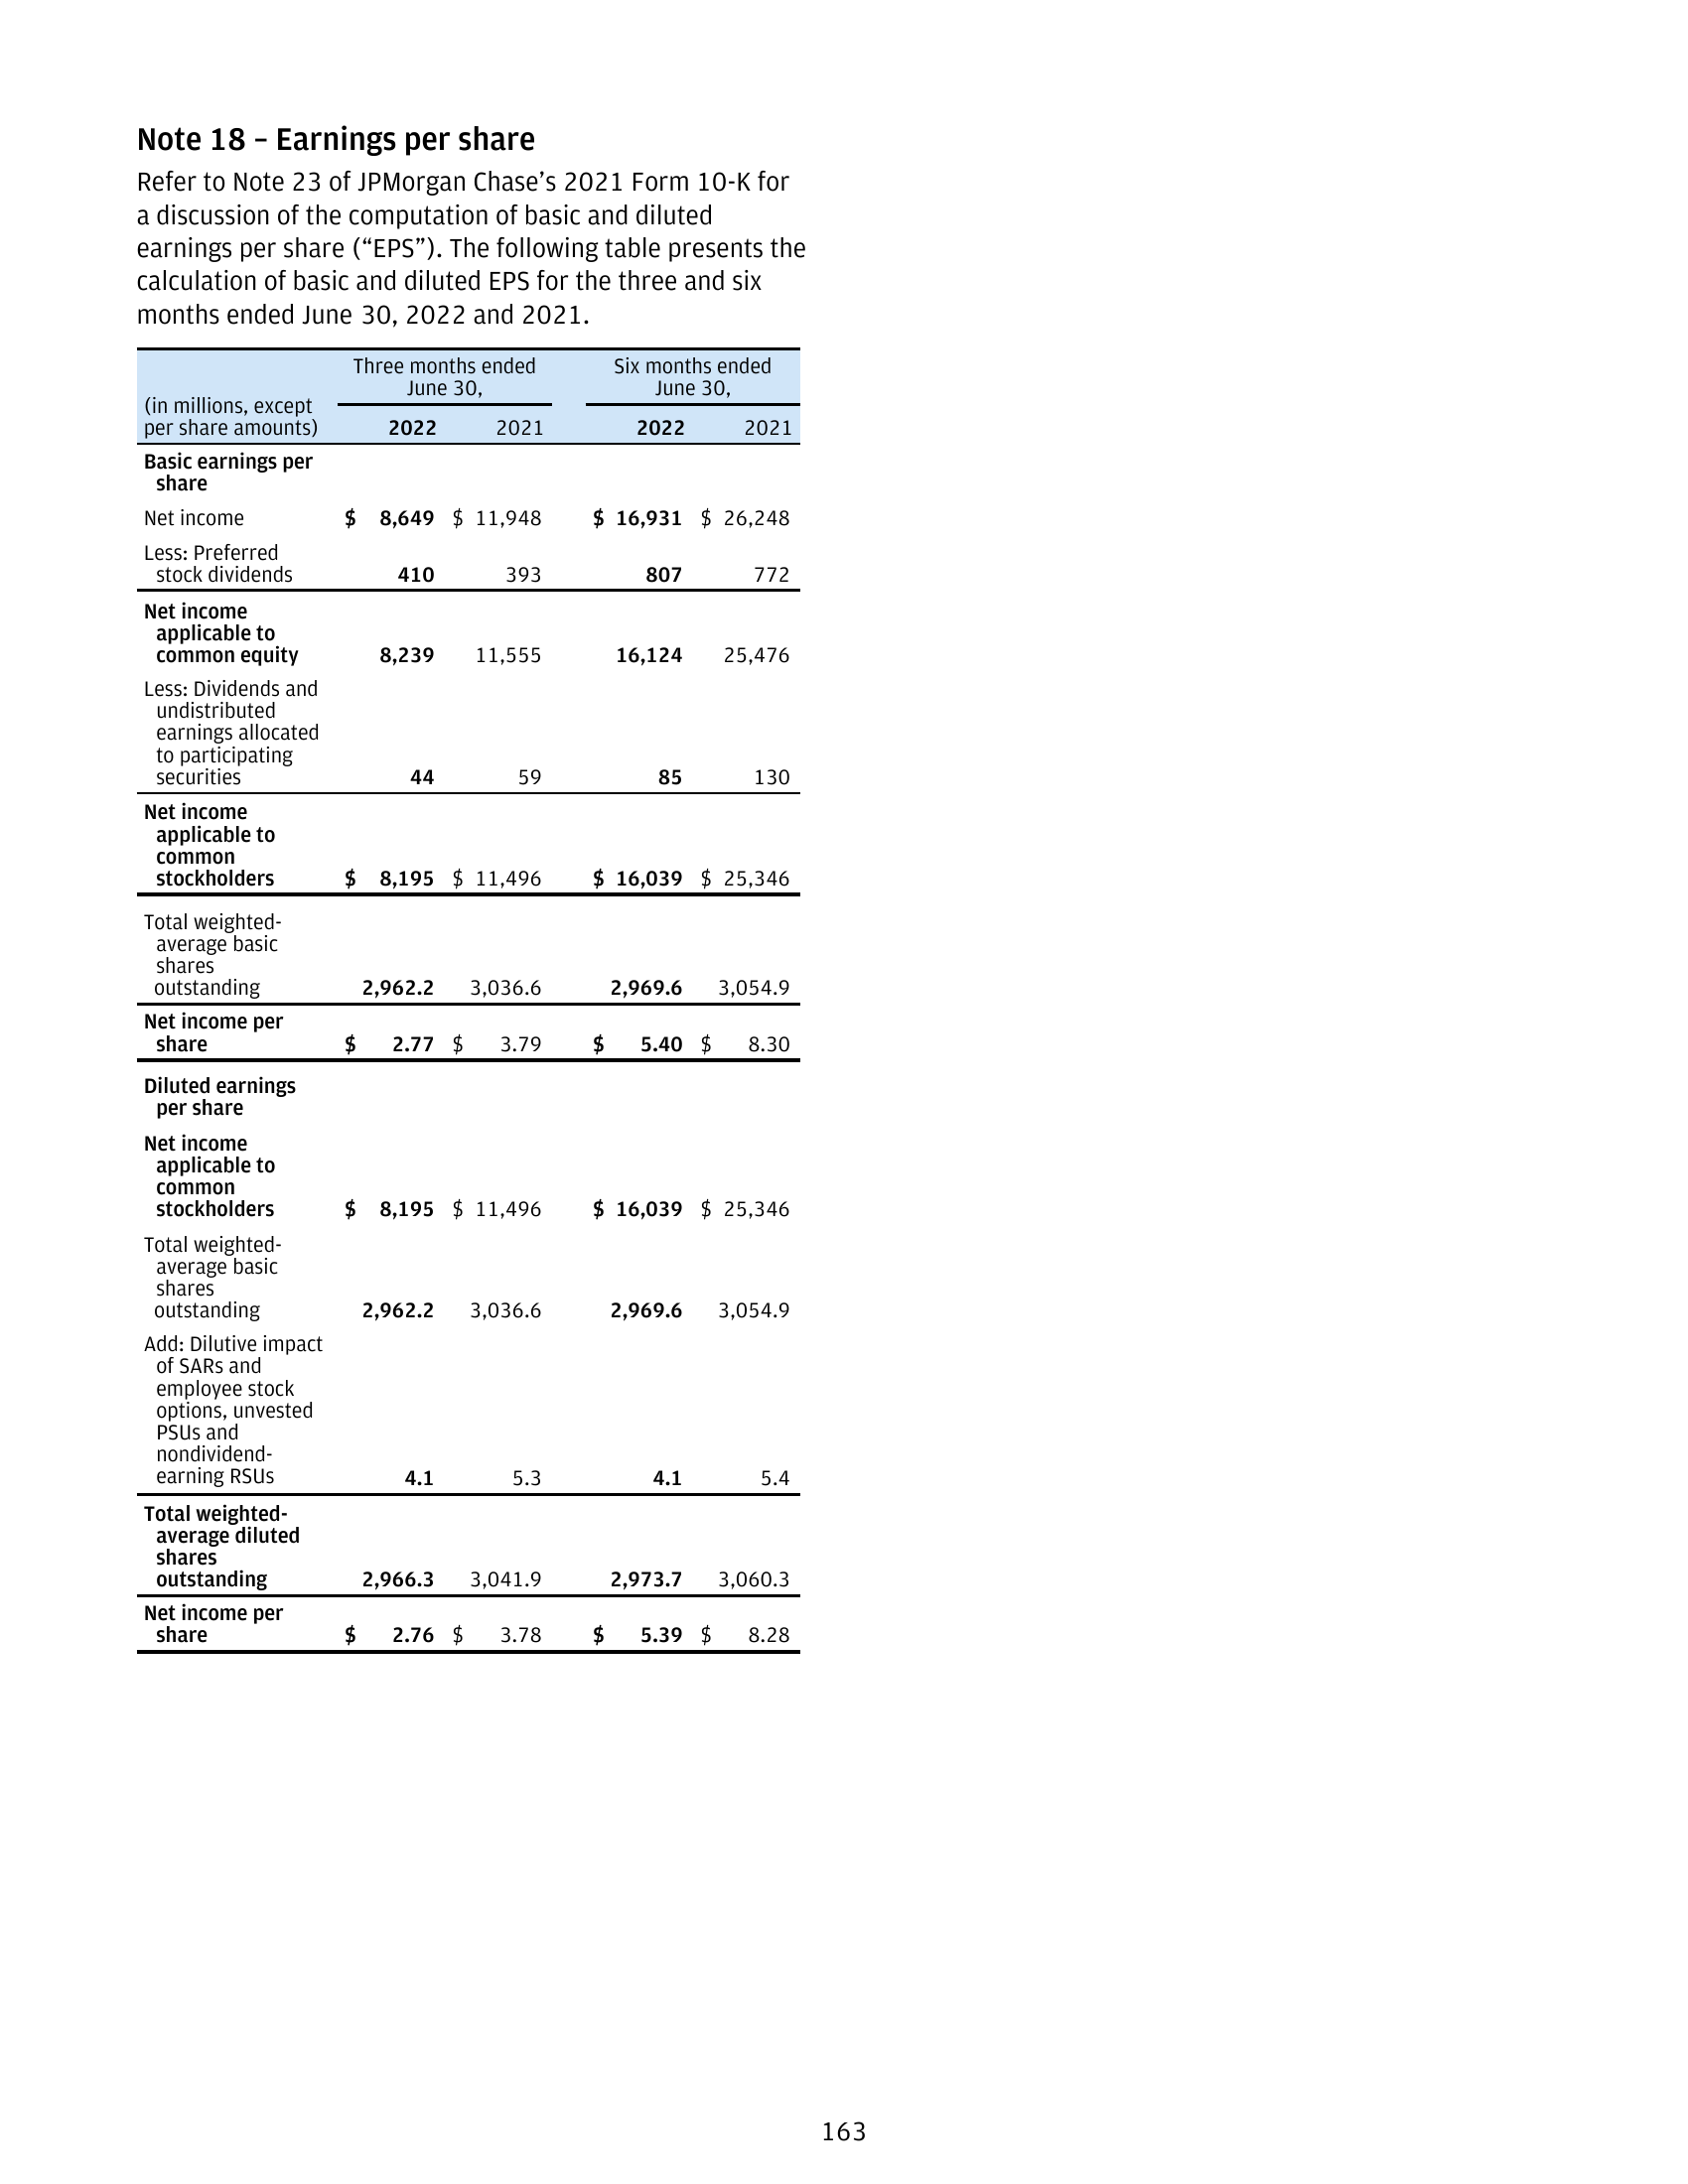 Note 18 – Earnings per share
Refer to Note 23 of JPMorgan Chase’s 2021 Form 10-K for
a discussion of the computation of basic and diluted
earnings per share (“EPS”). The following table presents the
calculation of basic and diluted EPS for the three and six
months ended June 30, 2022 and 2021.
Three months ended Six months ended
June 30, June 30,
(in millions, except
per share amounts) 2022 2021 2022 2021
Basic earnings per
share
Net income $ 8,649 $ 11,948 $ 16,931 $ 26,248
Less: Preferred
stock dividends 410 393 807 772
Net income
applicable to
common equity 8,239 11,555 16,124 25,476
Less: Dividends and
undistributed
earnings allocated
to participating
securities 44 59 85 130
Net income
applicable to
common
stockholders $ 8,195 $ 11,496 $ 16,039 $ 25,346
Total weighted-
average basic
shares
outstanding 2,962.2 3,036.6 2,969.6 3,054.9
Net income per
share $ 2.77 $ 3.79 $ 5.40 $ 8.30
Diluted earnings
per share
Net income
applicable to
common
stockholders $ 8,195 $ 11,496 $ 16,039 $ 25,346
Total weighted-
average basic
shares
outstanding 2,962.2 3,036.6 2,969.6 3,054.9
Add: Dilutive impact
of SARs and
employee stock
options, unvested
PSUs and
nondividend-
earning RSUs 4.1 5.3 4.1 5.4
Total weighted-
average diluted
shares
outstanding 2,966.3 3,041.9 2,973.7 3,060.3
Net income per
share $ 2.76 $ 3.78 $ 5.39 $ 8.28
163